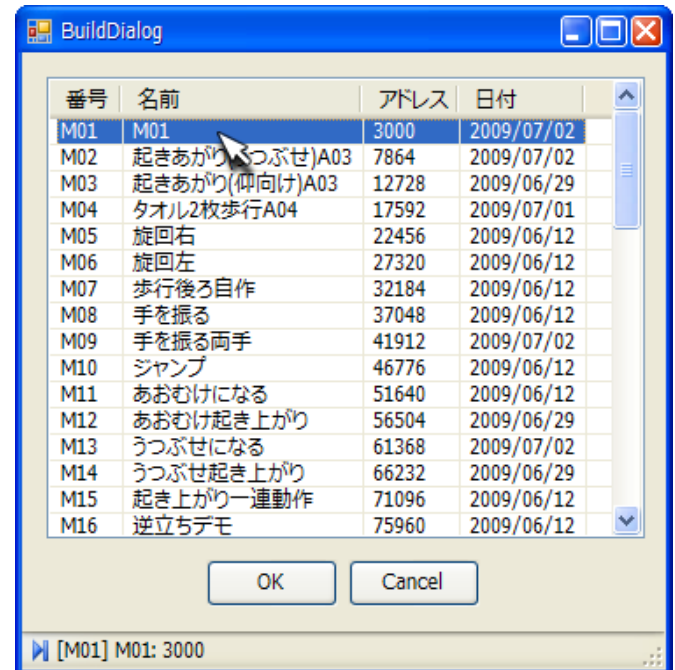 BuildDialog
番号 名前 アドレス 日付
M01 M01 3000 2009/07/02
M02 起きあがり つぶせ)A03 7864 2009/07/02
M03 起きあがり(仰向け)A03 12728 2009/06/29
M04 タオル2枚歩行A04 17592 2009/07/01
M05 旋回右 22456 2009/06/12
M06 旋回左 27320 2009/06/12
M07 歩行後ろ自作 32184 2009/06/12
M08 手を振る 37048 2009/06/12
M09 手を振る両手 41912 2009/07/02
M10 ジャンプ 46776 2009/06/12
M11 あおむけになる 51640 2009/06/12
M12 あおむけ起き上がり 56504 2009/06/29
M13 うつぶせになる 61368 2009/07/02
M14 うつぶせ起き上がり 66232 2009/06/29
M15 起き上がり一連動作 71096 2009/06/12
M16 逆立ちデモ 75960 2009/06/12
OK Cancel
[M01] M01: 3000